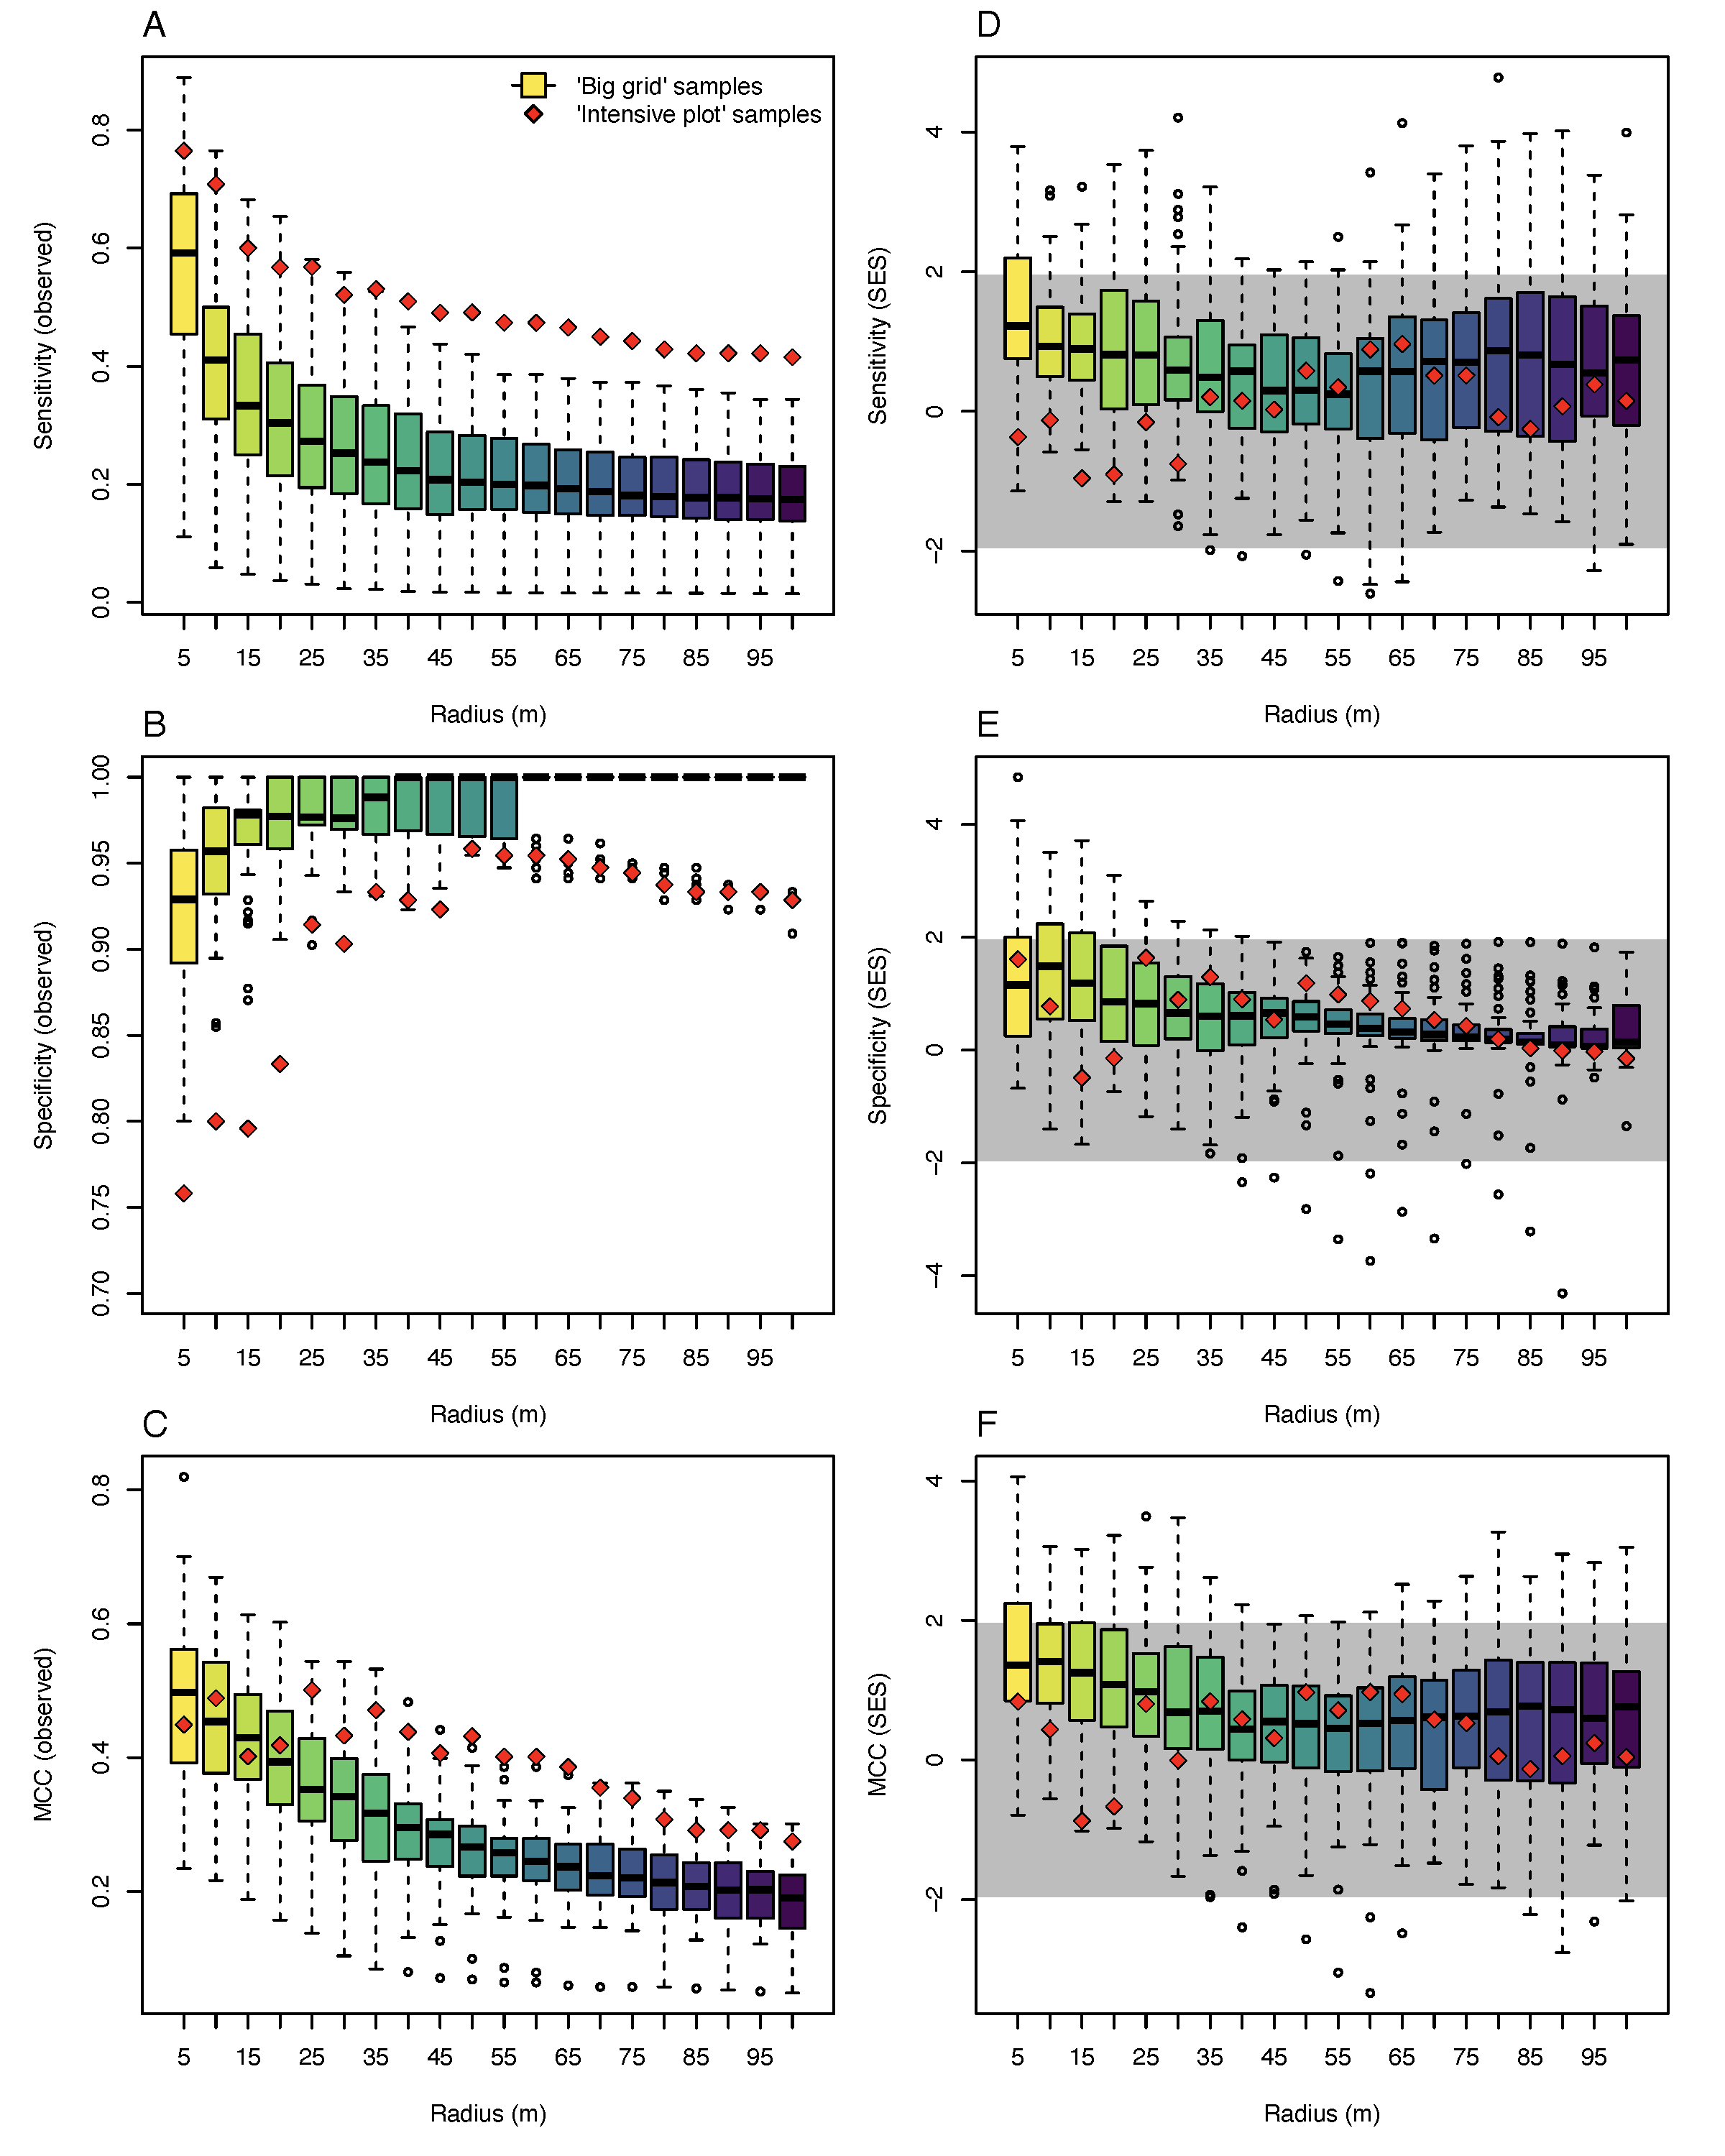 A
'Big grid' samples
'Intensive plot' samples
Sensitivity (observed)
0.0 0.2 0.4 0.6 0.8
5 15 25 35 45 55 65 75 85 95
Radius (m)
D
Sensitivity (SES)
−2 0 2 4
5 15 25 35 45 55 65 75 85 95
Radius (m)
B
Specificity (observed)
0.70 0.75 0.80 0.85 0.90 0.95 1.00
5 15 25 35 45 55 65 75 85 95
Radius (m)
E
Specificity (SES)
−4 −2 0 2 4
5 15 25 35 45 55 65 75 85 95
Radius (m)
C
MCC (observed)
0.2 0.4 0.6 0.8
5 15 25 35 45 55 65 75 85 95
Radius (m)
F
MCC (SES)
−2 0 2 4
5 15 25 35 45 55 65 75 85 95
Radius (m)